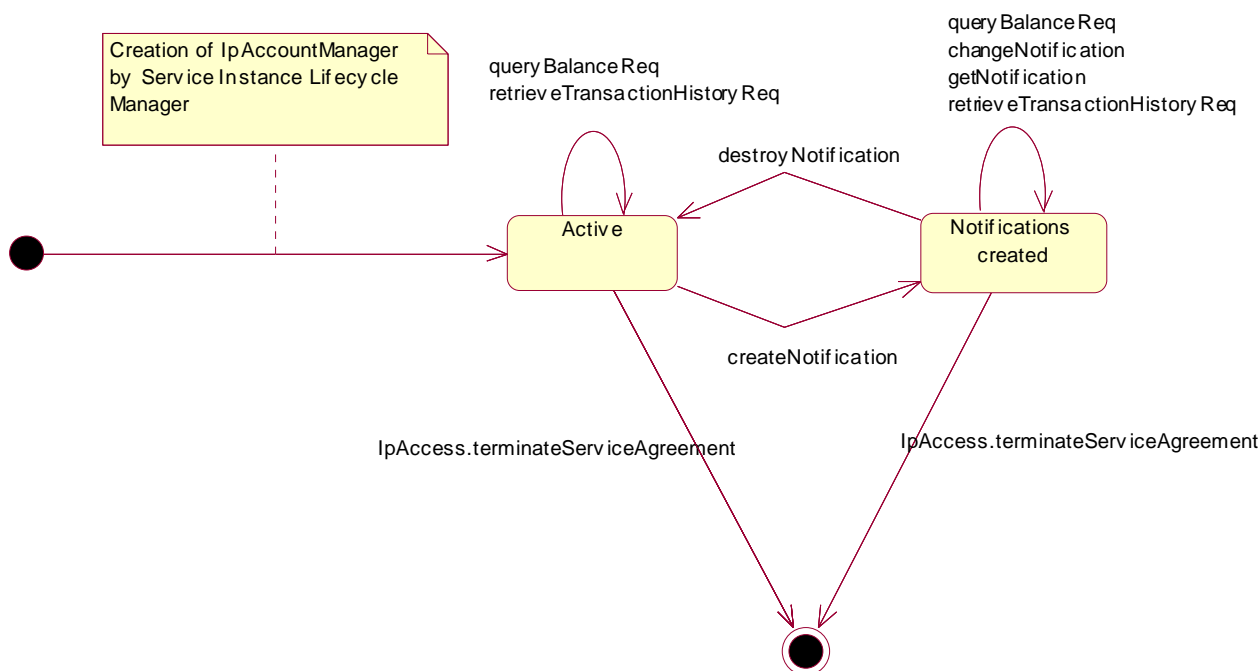 Creation of IpAccountManager
by Service Instance Lifecycle
Manager
queryBalanceReq
retrieveTransactionHistoryReq
queryBalanceReq
changeNotification
getNotification
retrieveTransactionHistoryReq
destroyNotification
Active
Notifications
created
createNotification
IpAccess.terminateServiceAgreement
IpAccess.terminateServiceAgreement